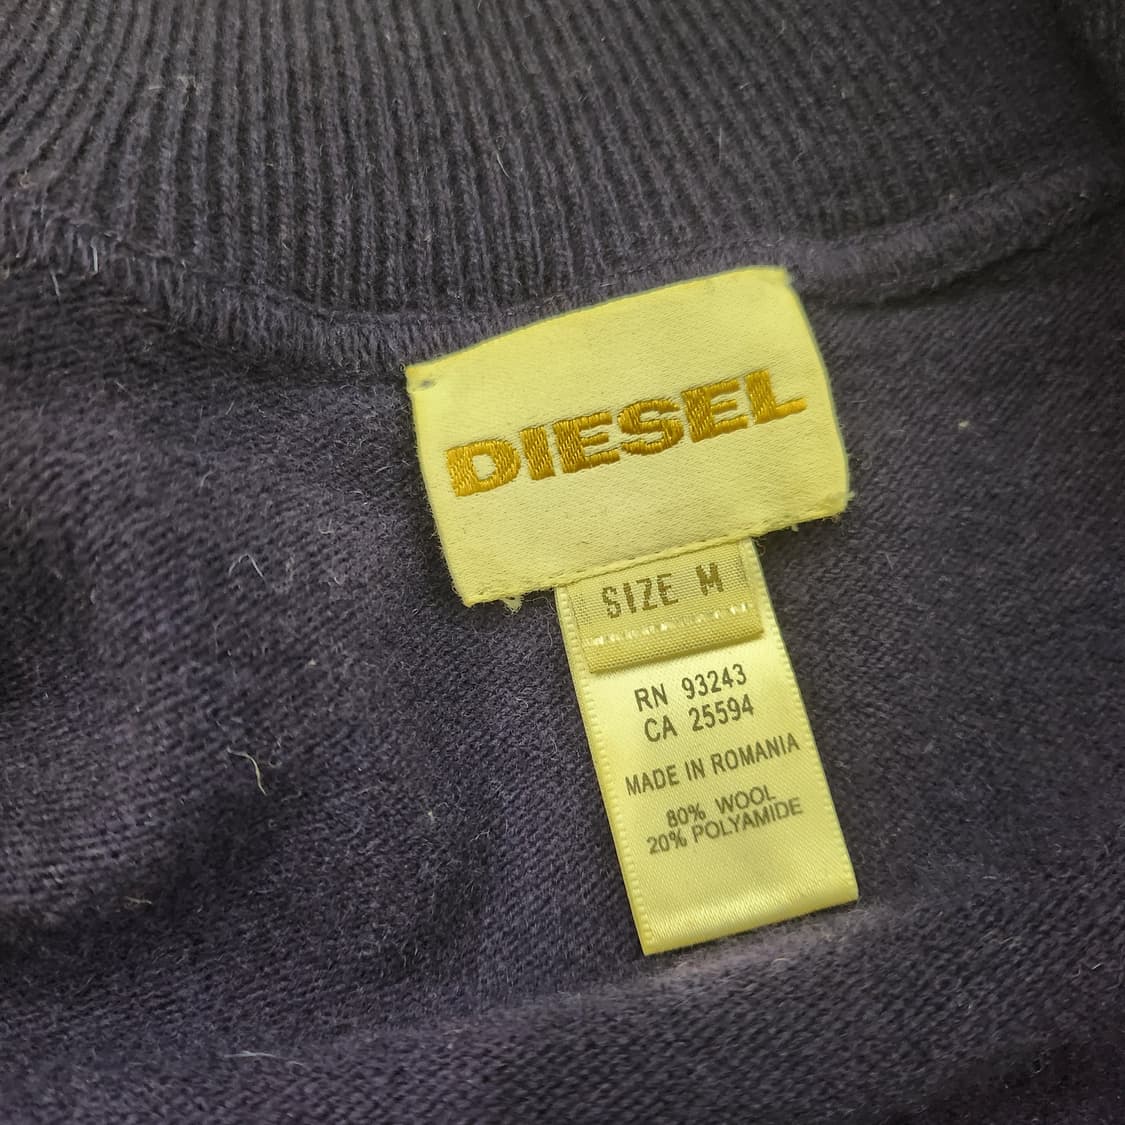 DIESEL
SIZE M
RN 93243
CA 25594
MADE IN ROMANIA
80% WOOL
20% POLYAMIDE